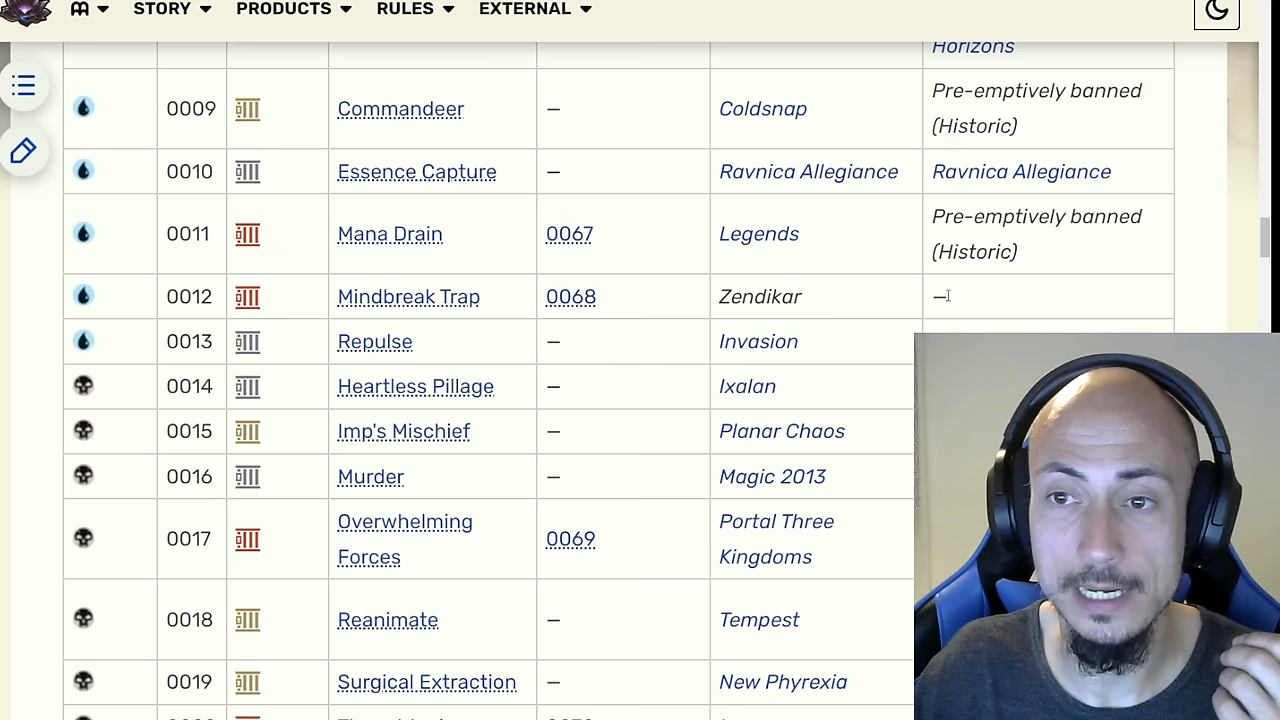 STORY PRODUCTS RULES EXTERNAL
Horizons
0009 Commandeer — Coldsnap Pre-emptively banned
(Historic)
0010 Essence Capture — Ravnica Allegiance Ravnica Allegiance
0011 Mana Drain 0067 Legends Pre-emptively banned
(Historic)
0012 Mindbreak Trap 0068 Zendikar —
0013 Repulse — Invasion
0014 Heartless Pillage — Ixalan
0015 Imp's Mischief — Planar Chaos
0016 Murder — Magic 2013
0017 Overwhelming
Forces 0069 Portal Three
Kingdoms
0018 Reanimate — Tempest
0019 Surgical Extraction — New Phyrexia